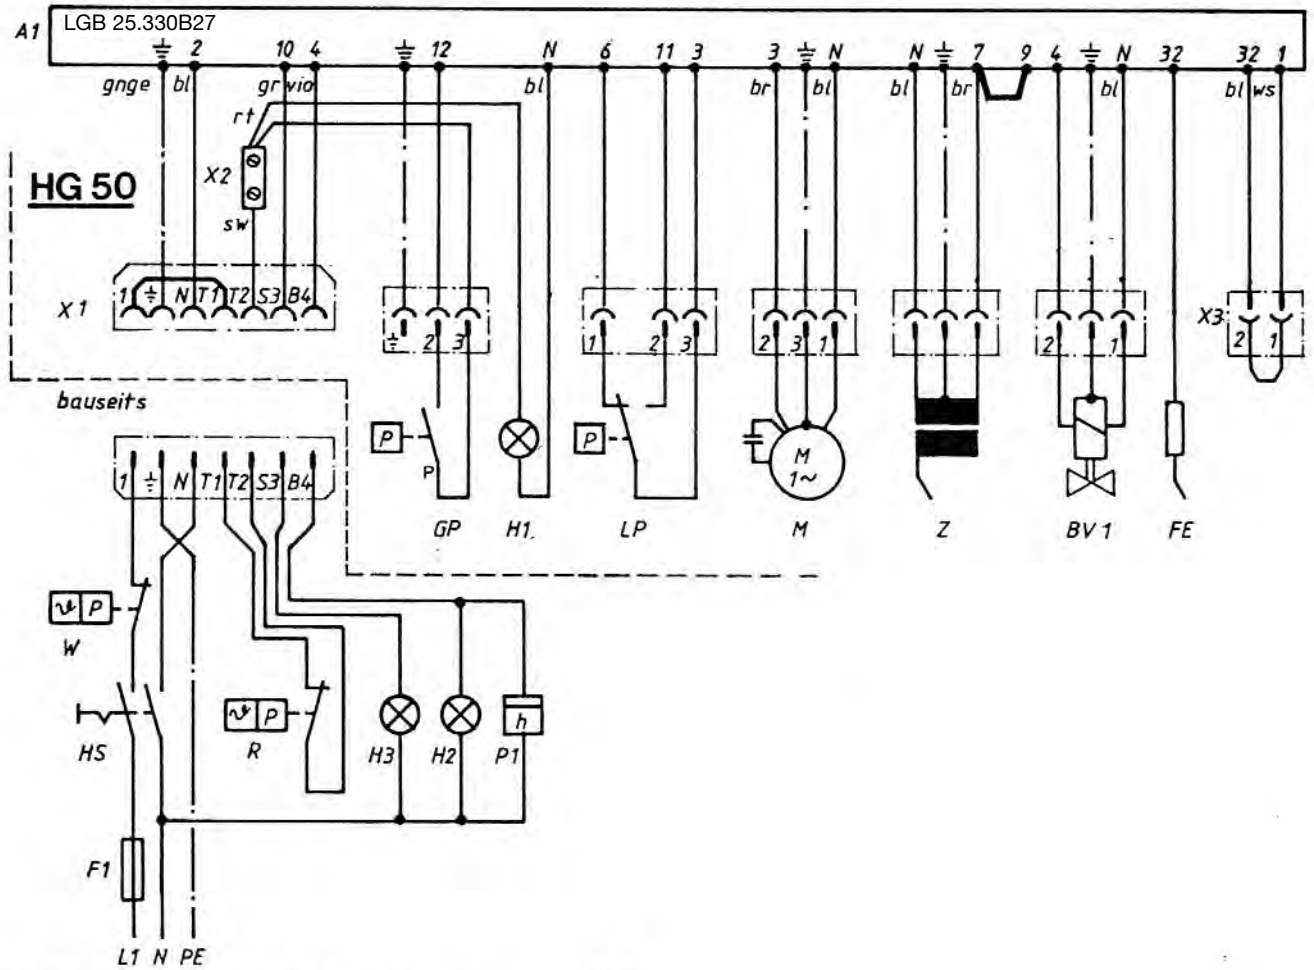 A1 LGB 25.330B27
⏚ 2 10 4 ⏚ 12 N 6 11 3 3 ⏚ N N ⏚ 7 9 4 ⏚ N 32 32 1
gnge bl gr vio bl br bl bl br bl bl ws
rt
X2
HG 50
sw
X1 1 ⏚ N T1 T2 S3 B4
X3
⏚ 2 3 1 2 3 2 3 1 2 1 2 1
bauseits
P P P M 1~
1 ⏚ N T1 T2 S3 B4
GP H1 LP M Z BV 1 FE
ϑ P
W
ϑ P h
HS R H3 H2 P1
F1
L1 N PE